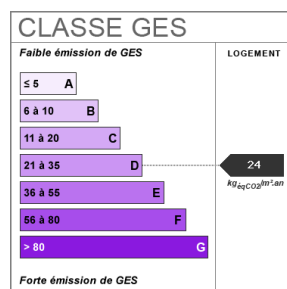 CLASSE GES
Faible émission de GES
LOGEMENT
≤ 5 A
6 à 10 B
11 à 20 C
21 à 35 D
24
kgéqCO2/m².an
36 à 55 E
56 à 80 F
> 80 G
Forte émission de GES